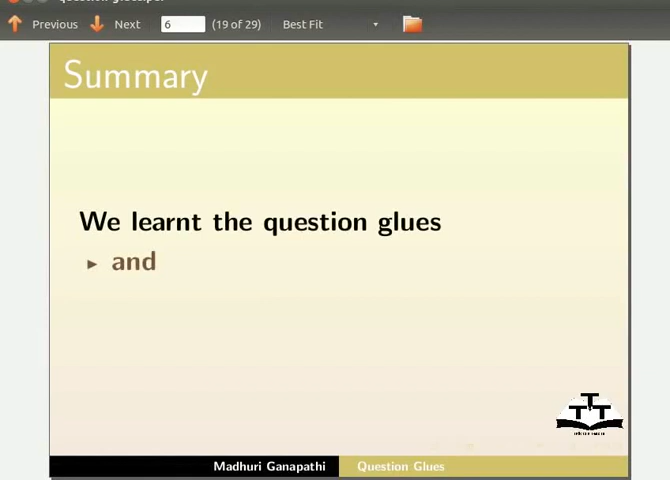 Previous Next 6 (19 of 29) Best Fit
Summary
We learnt the question glues
▸ and
TTT
Madhuri Ganapathi Question Glues